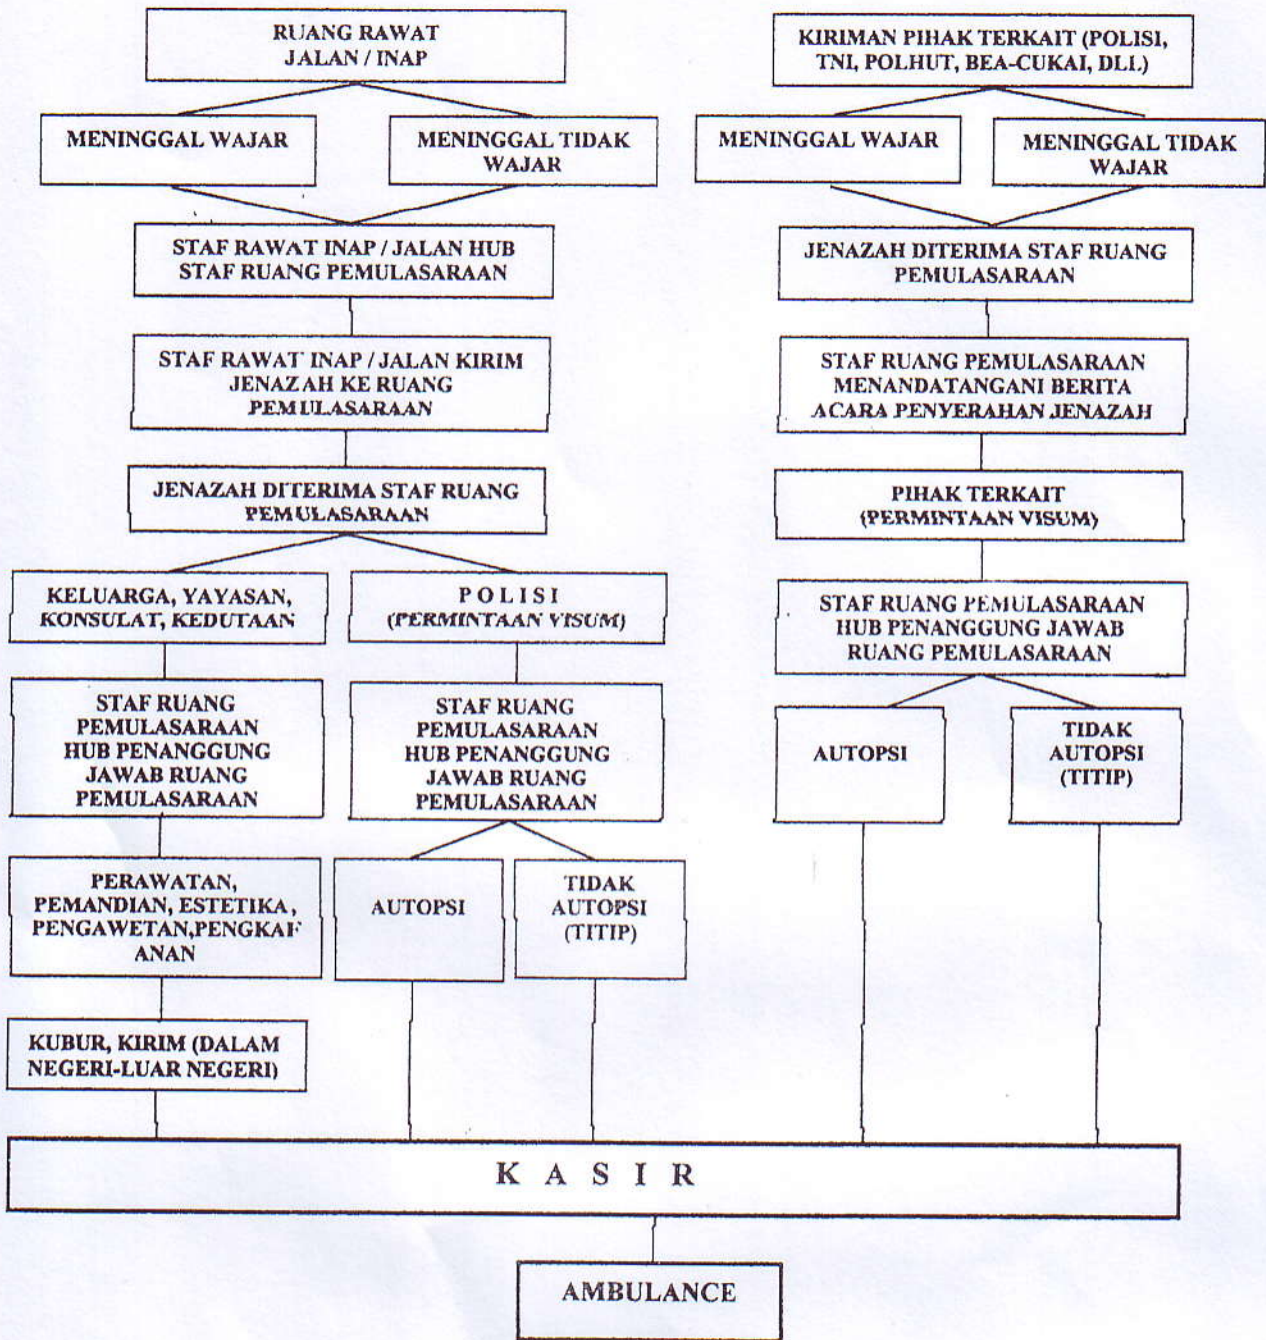 RUANG RAWAT
JALAN / INAP
MENINGGAL WAJAR
MENINGGAL TIDAK
WAJAR
STAF RAWAT INAP / JALAN HUB
STAF RUANG PEMULASARAAN
STAF RAWAT INAP / JALAN KIRIM
JENAZAH KE RUANG
PEMULASARAAN
JENAZAH DITERIMA STAF RUANG
PEMULASARAAN
KELUARGA, YAYASAN,
KONSULAT, KEDUTAAN
P O L I S I
(PERMINTAAN VISUM)
STAF RUANG
PEMULASARAAN
HUB PENANGGUNG
JAWAB RUANG
PEMULASARAAN
STAF RUANG
PEMULASARAAN
HUB PENANGGUNG
JAWAB RUANG
PEMULASARAAN
PERAWATAN,
PEMANDIAN, ESTETIKA,
PENGAWETAN,PENGKAF
ANAN
AUTOPSI
TIDAK
AUTOPSI
(TITIP)
KUBUR, KIRIM (DALAM
NEGERI-LUAR NEGERI)
KIRIMAN PIHAK TERKAIT (POLISI,
TNI, POLHUT, BEA-CUKAI, DLL)
MENINGGAL WAJAR
MENINGGAL TIDAK
WAJAR
JENAZAH DITERIMA STAF RUANG
PEMULASARAAN
STAF RUANG PEMULASARAAN
MENANDATANGANI BERITA
ACARA PENYERAHAN JENAZAH
PIHAK TERKAIT
(PERMINTAAN VISUM)
STAF RUANG PEMULASARAAN
HUB PENANGGUNG JAWAB
RUANG PEMULASARAAN
AUTOPSI
TIDAK
AUTOPSI
(TITIP)
K A S I R
AMBULANCE